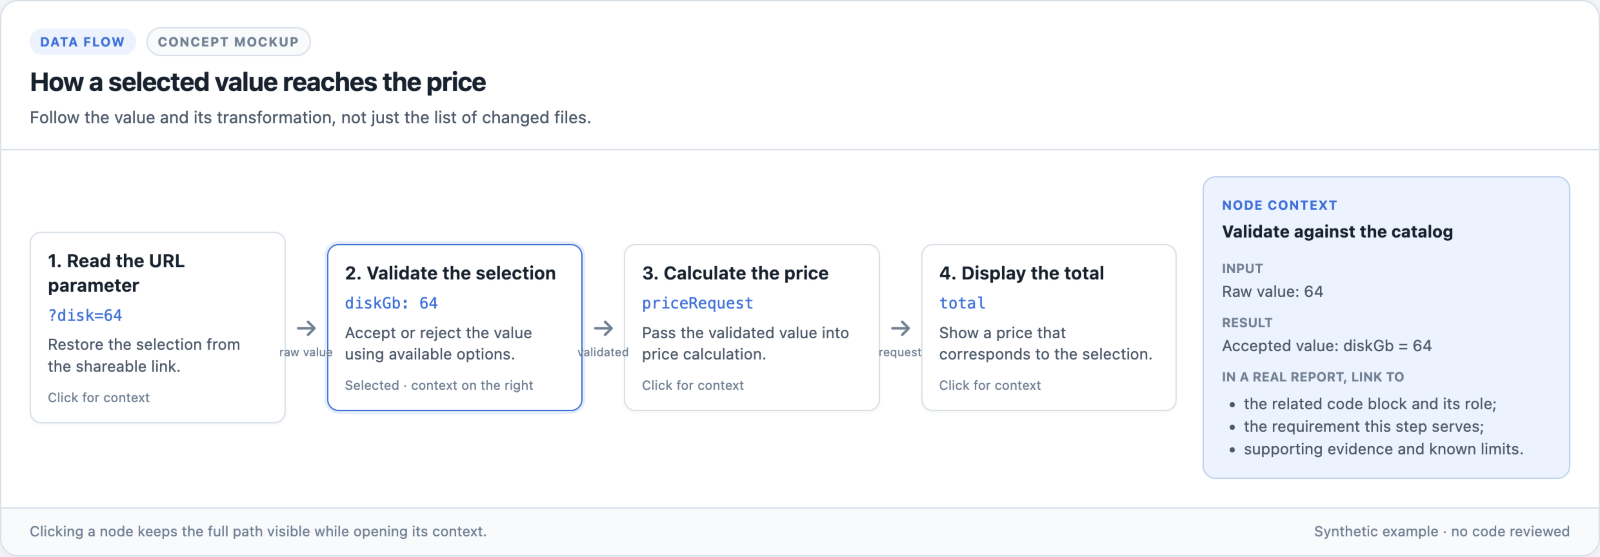 DATA FLOW
CONCEPT MOCKUP
How a selected value reaches the price
Follow the value and its transformation, not just the list of changed files.
1. Read the URL
parameter
?disk=64
Restore the selection from
the shareable link.
Click for context
raw value
2. Validate the selection
diskGb: 64
Accept or reject the value
using available options.
Selected · context on the right
validated
3. Calculate the price
priceRequest
Pass the validated value into
price calculation.
Click for context
request
4. Display the total
total
Show a price that
corresponds to the selection.
Click for context
NODE CONTEXT
Validate against the catalog
INPUT
Raw value: 64
RESULT
Accepted value: diskGb = 64
IN A REAL REPORT, LINK TO
• the related code block and its role;
• the requirement this step serves;
• supporting evidence and known limits.
Clicking a node keeps the full path visible while opening its context.
Synthetic example · no code reviewed